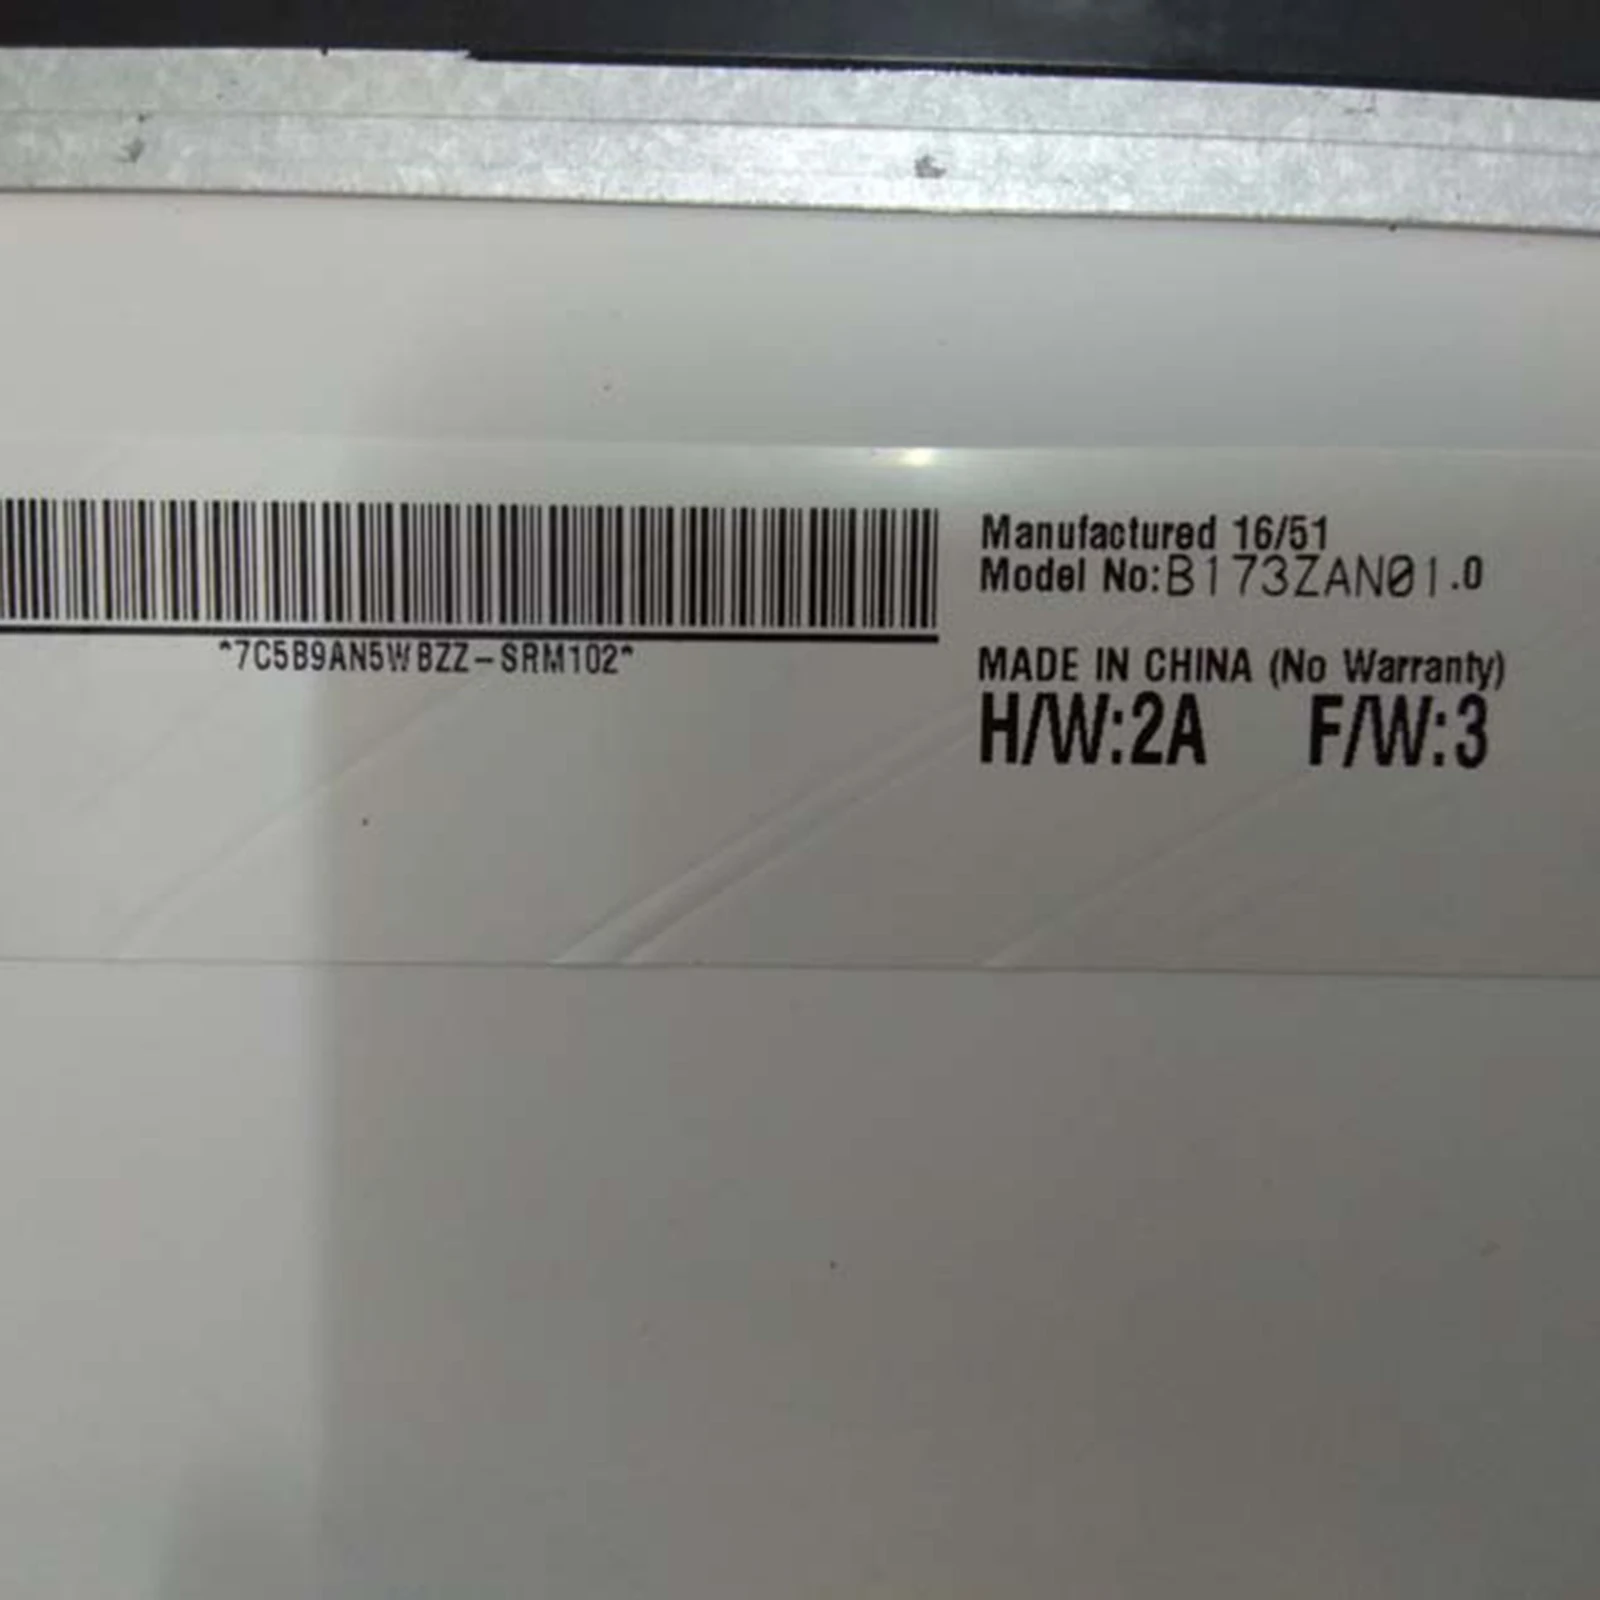 Manufactured 16/51
Model No:B173ZAN01.0
*7C5B9AN5WBZZ-SRM102*
MADE IN CHINA (No Warranty)
H/W:2A F/W:3